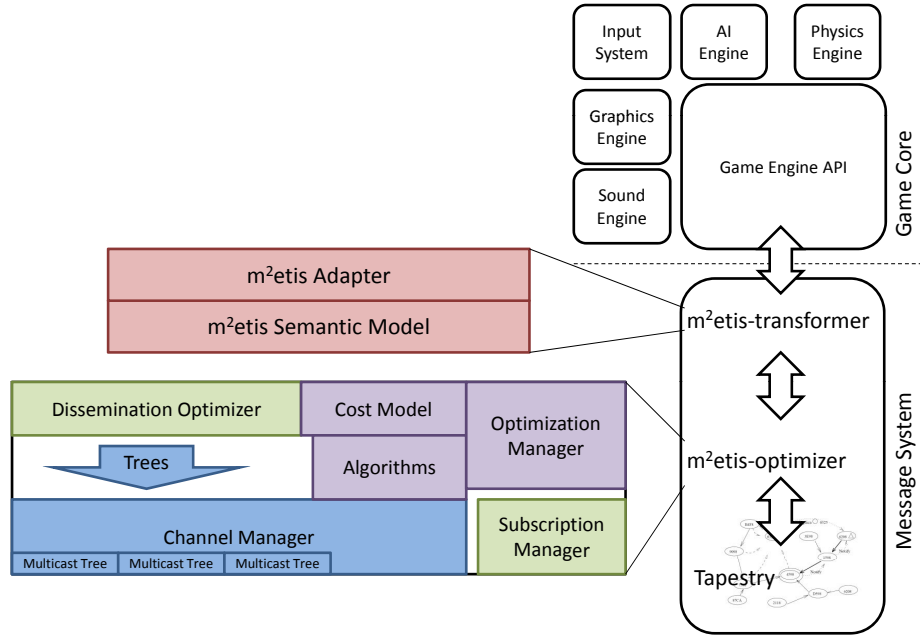 Input
System
AI
Engine
Physics
Engine
Graphics
Engine
Game Engine API
Sound
Engine
Game Core
m²etis Adapter
m²etis Semantic Model
m²etis-transformer
Dissemination Optimizer
Cost Model
Optimization
Manager
Trees
Algorithms
m²etis-optimizer
Channel Manager
Subscription
Manager
Multicast Tree
Multicast Tree
Multicast Tree
Tapestry
Message System